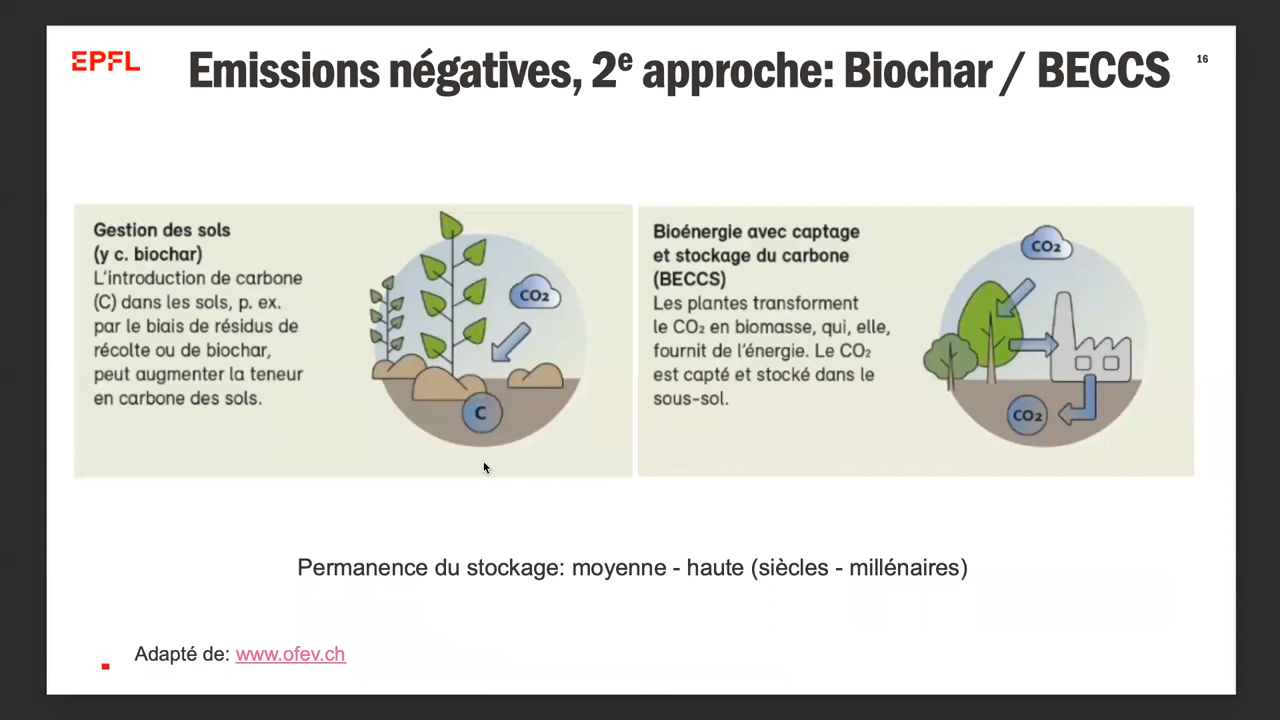 EPFL
Emissions négatives, 2e approche: Biochar / BECCS
16
Gestion des sols
(y c. biochar)
L'introduction de carbone
(C) dans les sols, p. ex.
par le biais de résidus de
récolte ou de biochar,
peut augmenter la teneur
en carbone des sols.
CO2
C
Bioénergie avec captage
et stockage du carbone
(BECCS)
Les plantes transforment
le CO₂ en biomasse, qui, elle,
fournit de l'énergie. Le CO₂
est capté et stocké dans le
sous-sol.
CO2
CO2
Permanence du stockage: moyenne - haute (siècles - millénaires)
Adapté de: www.ofev.ch